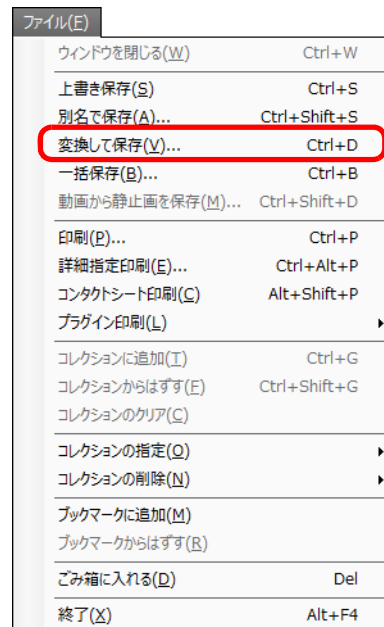 ファイル(F)
ウィンドウを閉じる(W) Ctrl+W
上書き保存(S) Ctrl+S
別名で保存(A)... Ctrl+Shift+S
変換して保存(V)... Ctrl+D
一括保存(B)... Ctrl+B
動画から静止画を保存(M)... Ctrl+Shift+D
印刷(P)... Ctrl+P
詳細指定印刷(E)... Ctrl+Alt+P
コンタクトシート印刷(C) Alt+Shift+P
プラグイン印刷(L)
コレクションに追加(T) Ctrl+G
コレクションからはずす(F) Ctrl+Shift+G
コレクションのクリア(C)
コレクションの指定(O)
コレクションの削除(N)
ブックマークに追加(M)
ブックマークからはずす(R)
ごみ箱に入れる(D) Del
終了(X) Alt+F4